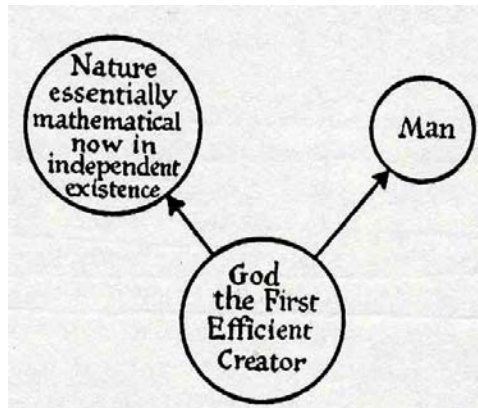 Nature
essentially
mathematical
now in
independent
existence
Man
God
the First
Efficient
Creator